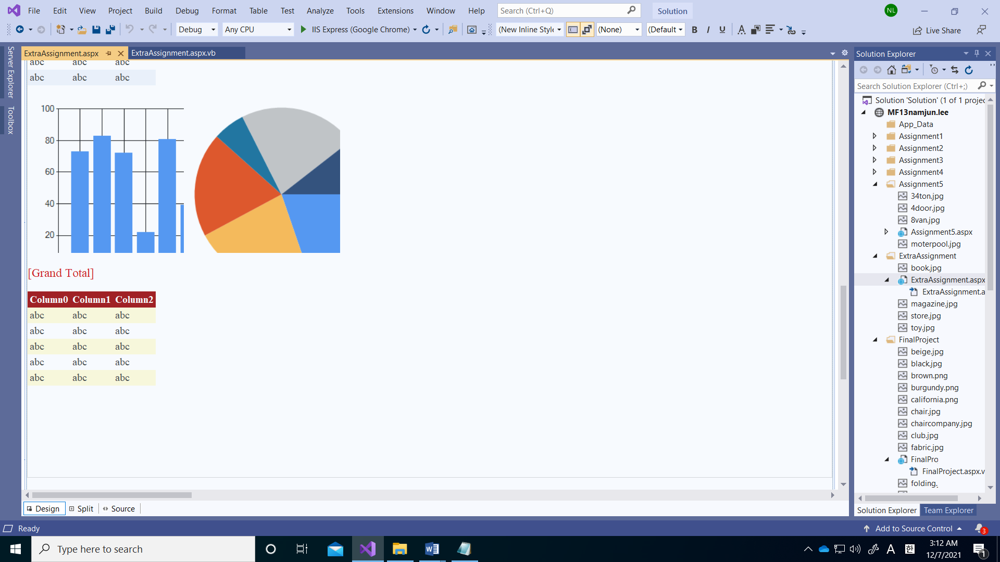 File Edit View Project Build Debug Format Table Test Analyze Tools Extensions Window Help Search (Ctrl+Q) Solution NL
Debug Any CPU IIS Express (Google Chrome) (New Inline Style (None) (Default B I U A Live Share
Server Explorer
Toolbox
ExtraAssignment.aspx ExtraAssignment.aspx.vb
abc abc abc
abc abc abc
100
80
60
40
20
[Grand Total]
Column0 Column1 Column2
abc abc abc
abc abc abc
abc abc abc
abc abc abc
abc abc abc
Design Split Source
Solution Explorer
Search Solution Explorer (Ctrl+;)
Solution 'Solution' (1 of 1 projec
MF13namjun.lee
App_Data
Assignment1
Assignment2
Assignment3
Assignment4
Assignment5
34ton.jpg
4door.jpg
8van.jpg
Assignment5.aspx
moterpool.jpg
ExtraAssignment
book.jpg
ExtraAssignment.aspx
ExtraAssignment.a
magazine.jpg
store.jpg
toy.jpg
FinalProject
beige.jpg
black.jpg
brown.png
burgundy.png
california.png
chair.jpg
chaircompany.jpg
club.jpg
fabric.jpg
FinalPro
FinalProject.aspx.v
folding.
Solution Explorer Team Explorer
Ready Add to Source Control 3
Type here to search A 한 3:12 AM
12/7/2021 1